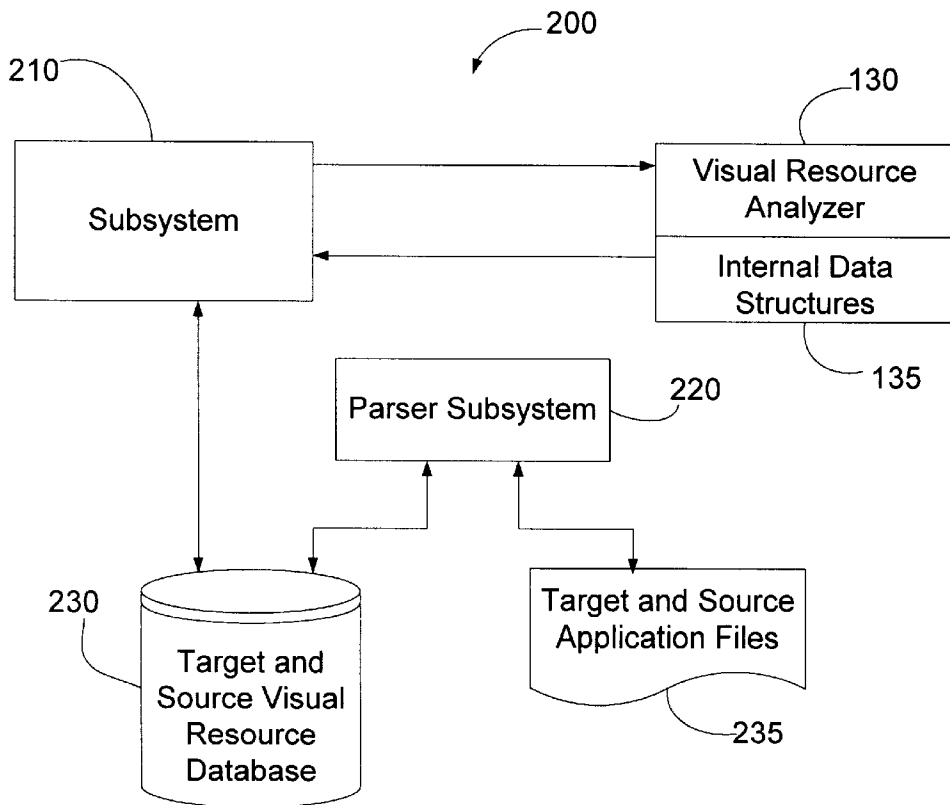 200
210
130
Subsystem
Visual Resource
Analyzer
Internal Data
Structures
135
Parser Subsystem
220
230
Target and
Source Visual
Resource
Database
Target and Source
Application Files
235